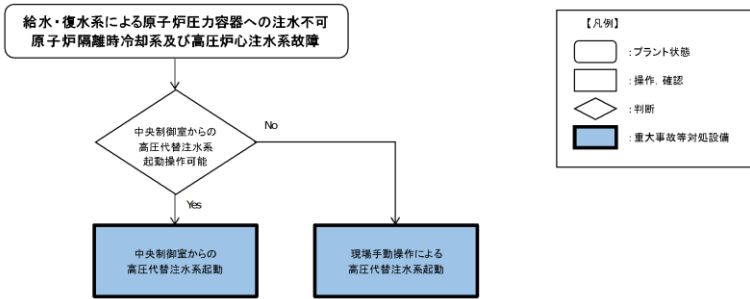 給水・復水系による原子炉圧力容器への注水不可
原子炉隔離時冷却系及び高圧炉心注水系故障
中央制御室からの
高圧代替注水系
起動操作可能
No
Yes
中央制御室からの
高圧代替注水系起動
現場手動操作による
高圧代替注水系起動
【凡例】
：プラント状態
：操作，確認
：判断
：重大事故等対処設備